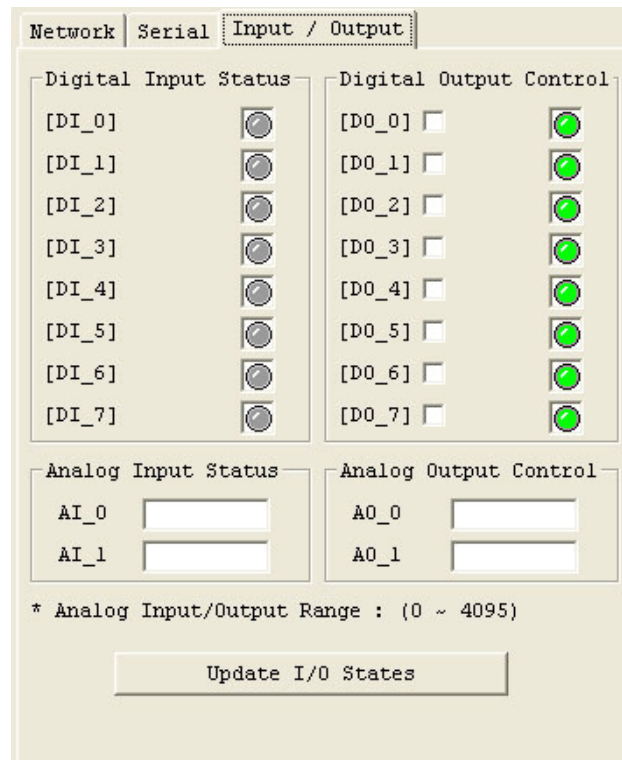 Network Serial Input / Output
Digital Input Status
[DI_0]
[DI_1]
[DI_2]
[DI_3]
[DI_4]
[DI_5]
[DI_6]
[DI_7]
Digital Output Control
[DO_0]
[DO_1]
[DO_2]
[DO_3]
[DO_4]
[DO_5]
[DO_6]
[DO_7]
Analog Input Status
AI_0
AI_1
Analog Output Control
AO_0
AO_1
* Analog Input/Output Range : (0 ~ 4095)
Update I/O States